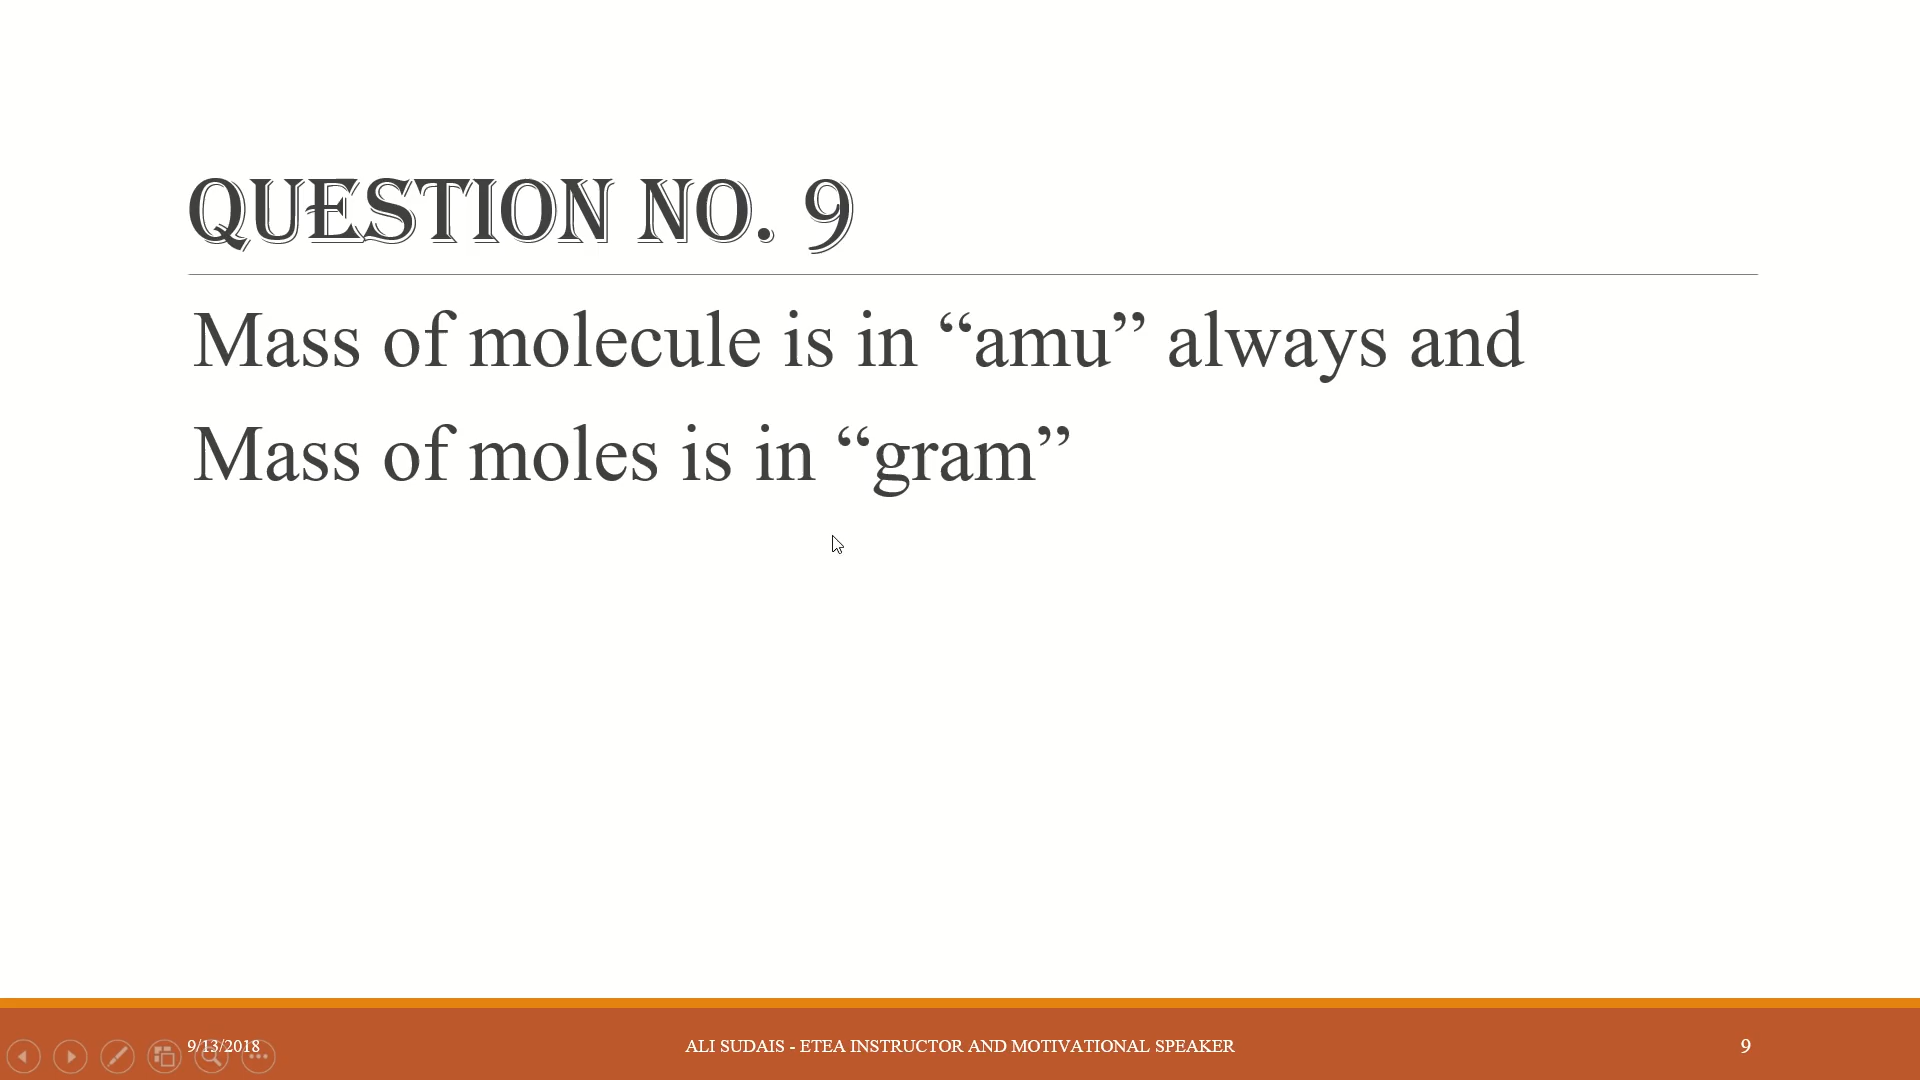 QUESTION NO. 9
Mass of molecule is in “amu” always and
Mass of moles is in “gram”
9/13/2018
ALI SUDAIS - ETEA INSTRUCTOR AND MOTIVATIONAL SPEAKER
9